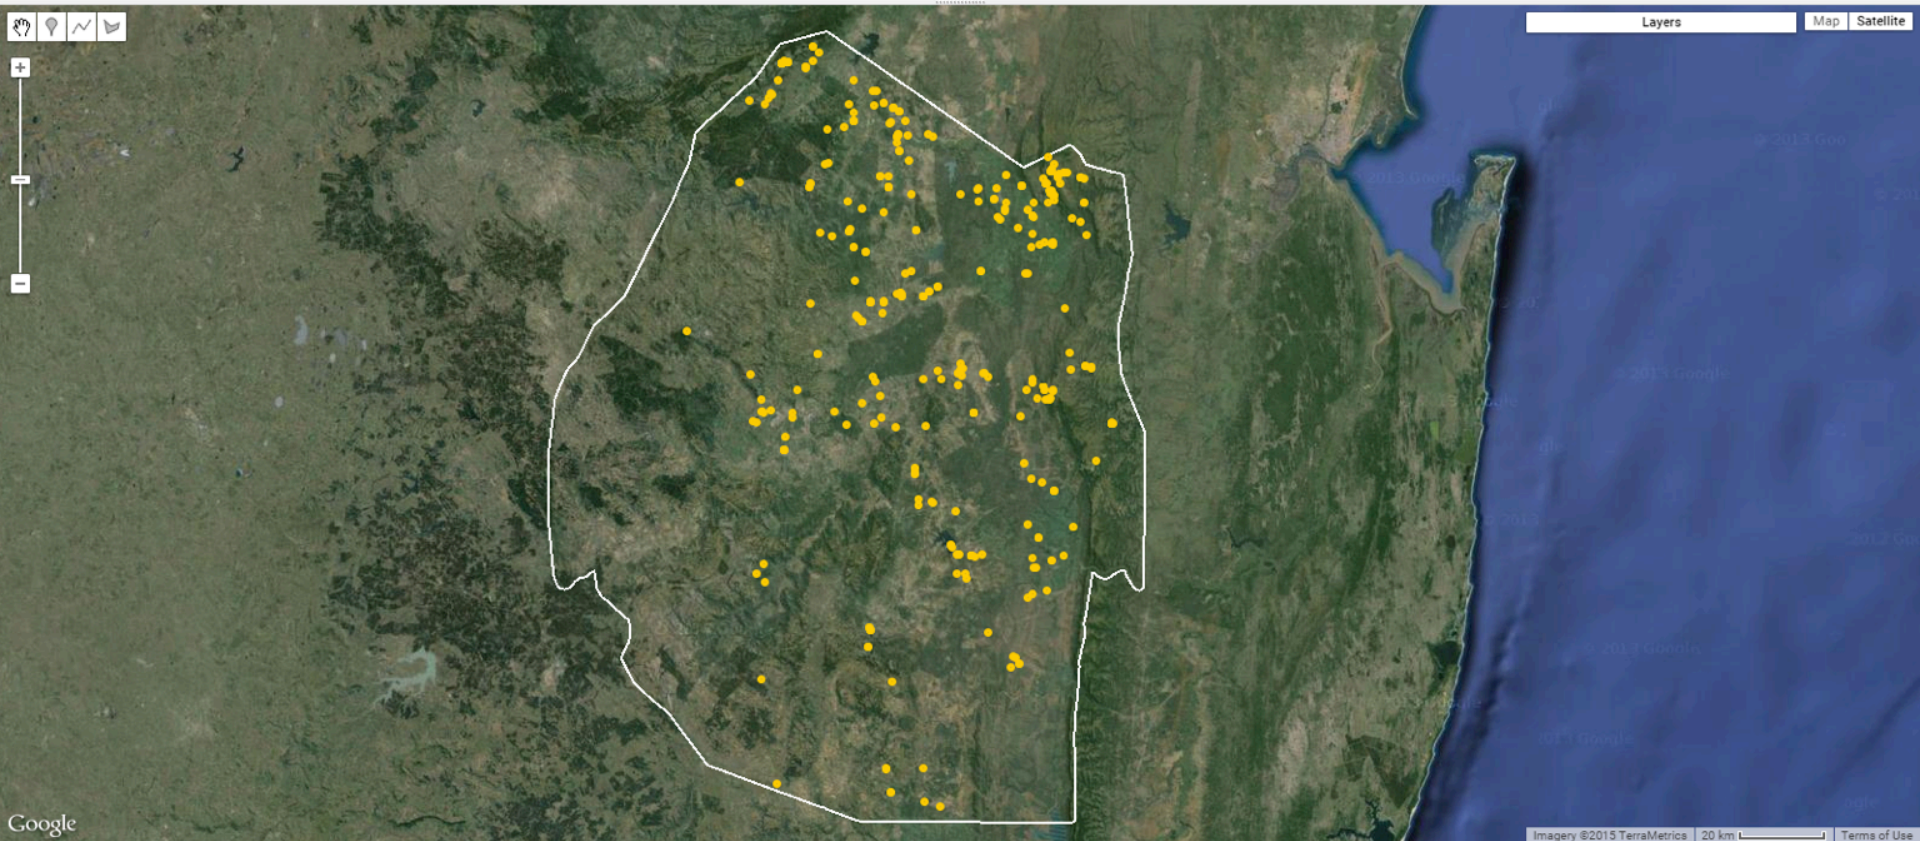 Layers
Map
Satellite
+
−
Google
Imagery ©2015 TerraMetrics
20 km
Terms of Use